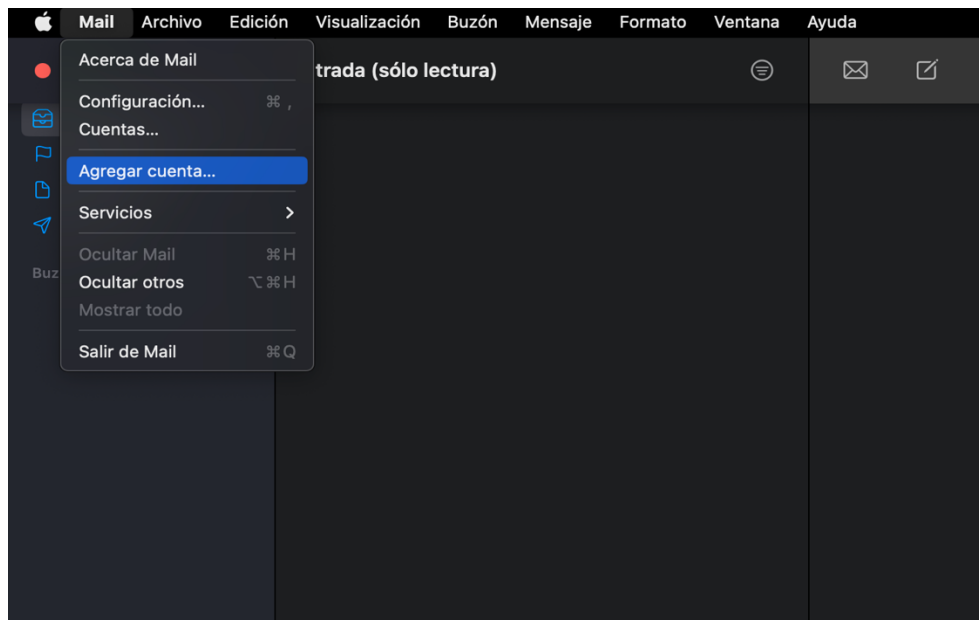 Mail Archivo Edición Visualización Buzón Mensaje Formato Ventana Ayuda
trada (sólo lectura)
Acerca de Mail
Configuración... ⌘ ,
Cuentas...
Agregar cuenta...
Servicios >
Ocultar Mail ⌘ H
Ocultar otros ⌥ ⌘ H
Mostrar todo
Salir de Mail ⌘ Q
Buz